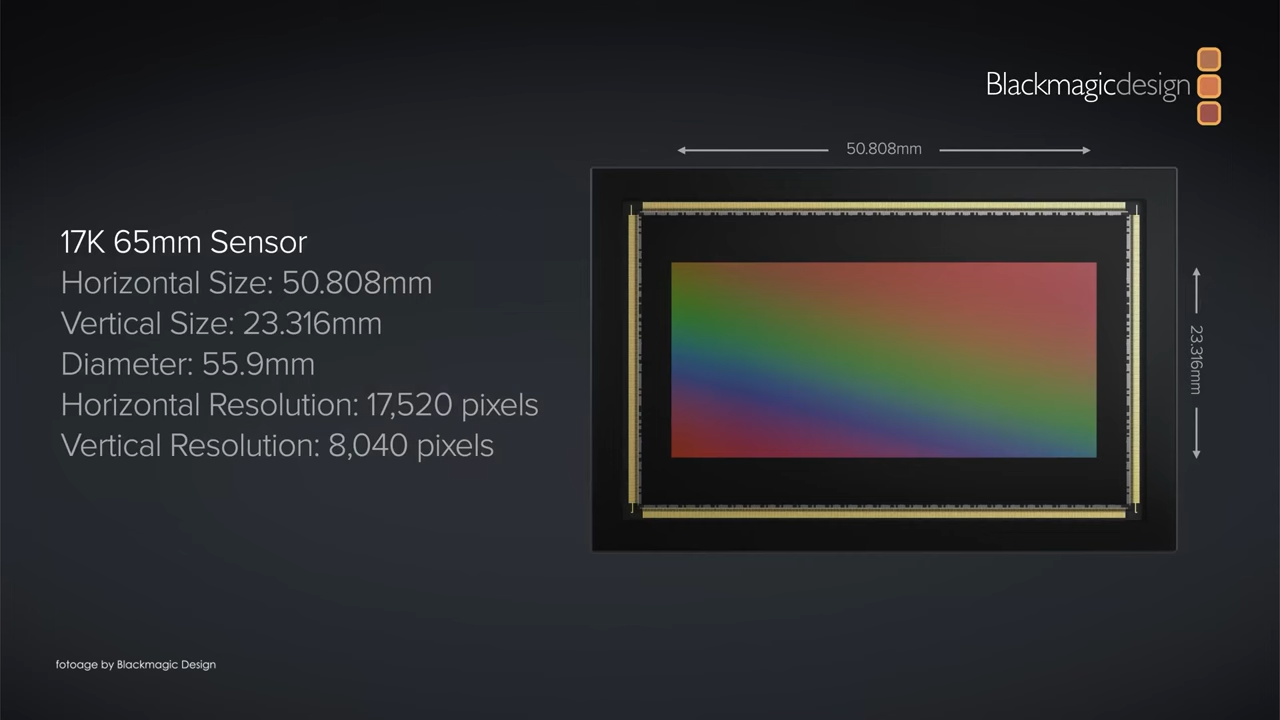 Blackmagicdesign
50.808mm
17K 65mm Sensor
Horizontal Size: 50.808mm
Vertical Size: 23.316mm
Diameter: 55.9mm
Horizontal Resolution: 17,520 pixels
Vertical Resolution: 8,040 pixels
23.316mm
fotoage by Blackmagic Design